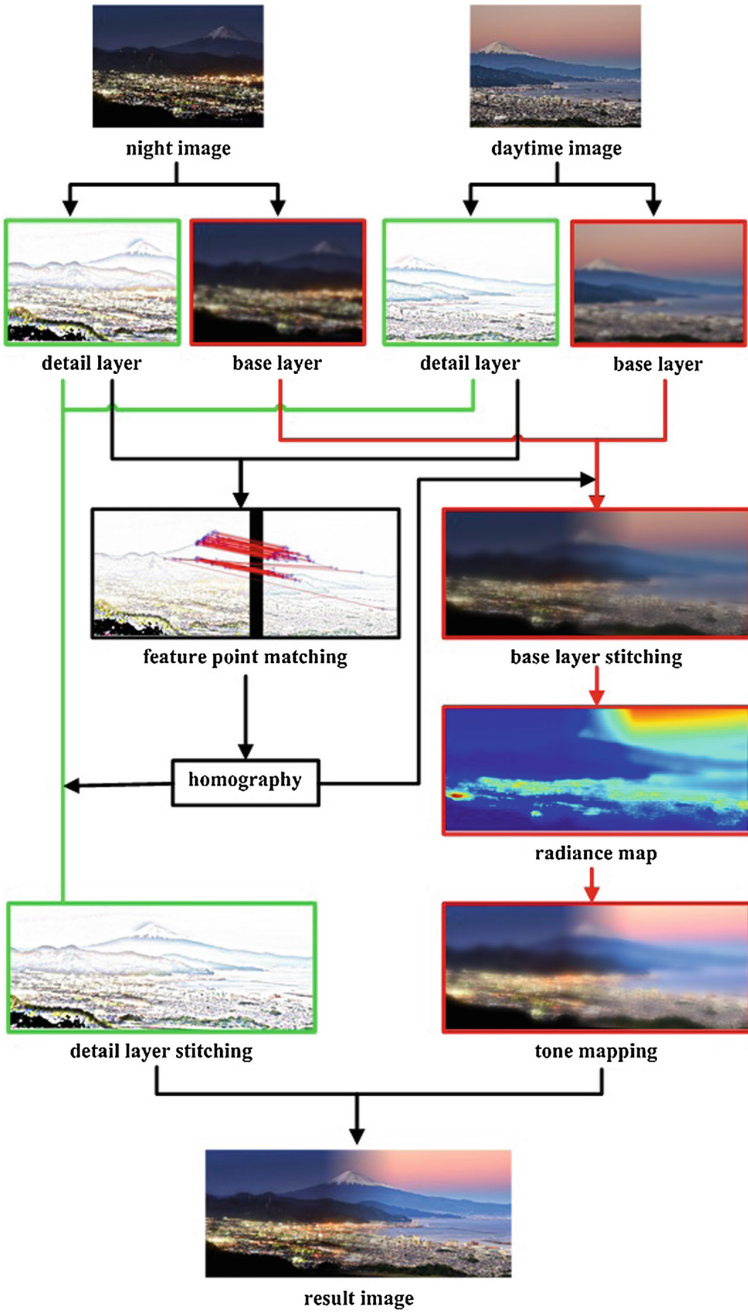 night image
daytime image
detail layer
base layer
detail layer
base layer
feature point matching
base layer stitching
homography
radiance map
detail layer stitching
tone mapping
result image